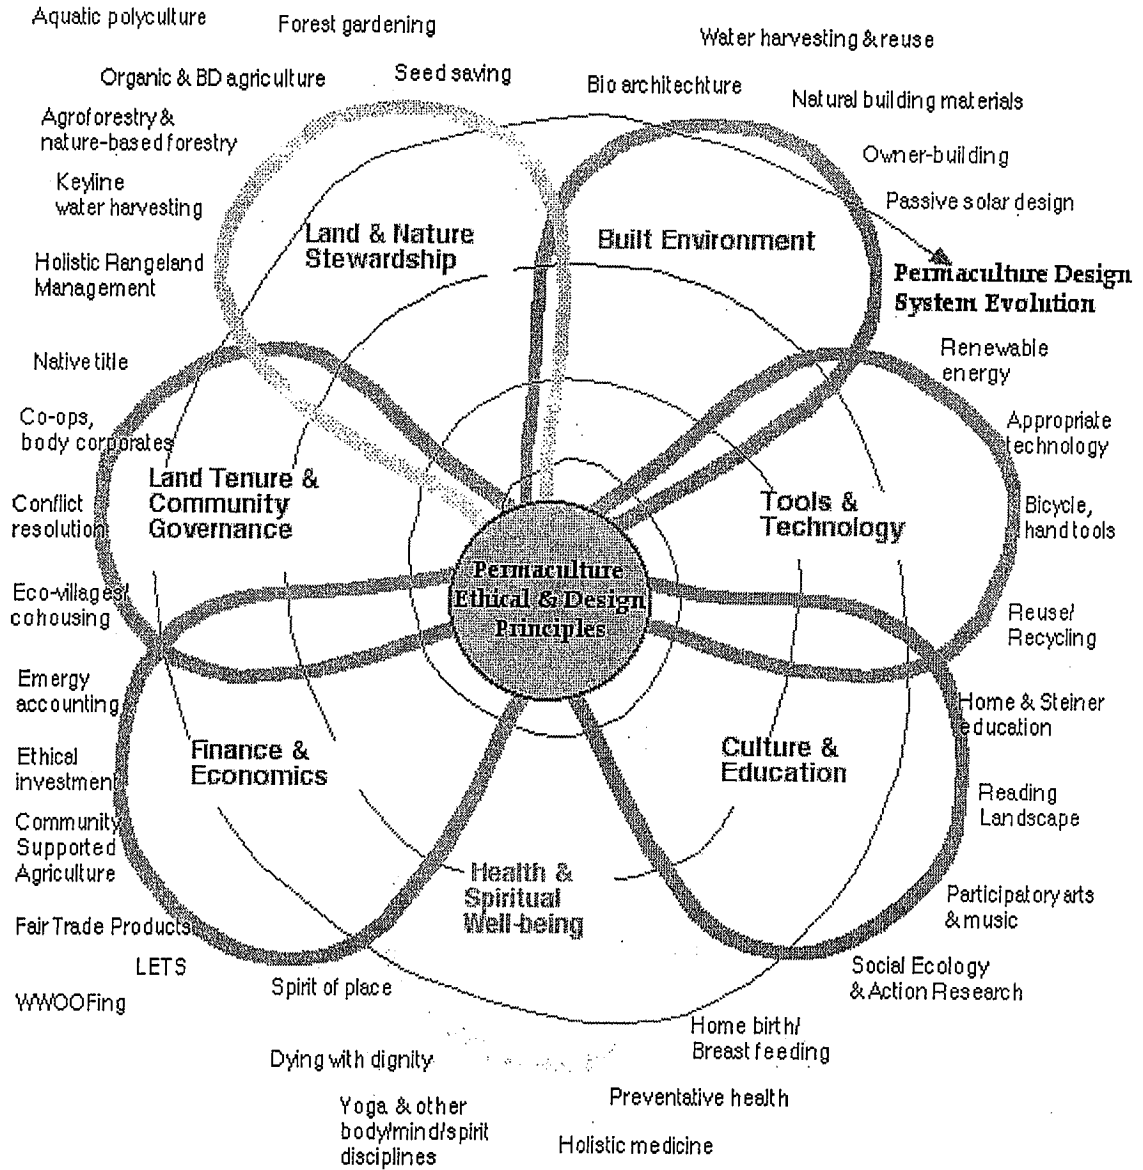 Aquatic polyculture
Forest gardening
Water harvesting & reuse
Organic & BD agriculture
Seed saving
Bio architechture
Natural building materials
Agroforestry &
nature-based forestry
Owner-building
Keyline
water harvesting
Passive solar design
Land & Nature
Stewardship
Built Environment
Holistic Rangeland
Management
Permaculture Design
System Evolution
Native title
Renewable
energy
Co-ops,
body corporates
Appropriate
technology
Land Tenure &
Community
Governance
Tools &
Technology
Conflict
resolution
Bicycle,
hand tools
Permaculture
Ethical & Design
Principles
Eco-villages/
cohousing
Reuse/
Recycling
Emergy
accounting
Home & Steiner
education
Finance &
Economics
Culture &
Education
Ethical
investment
Reading
Landscape
Community
Supported
Agriculture
Health &
Spiritual
Well-being
Participatory arts
& music
Fair Trade Products
LETS
Social Ecology
& Action Research
WWOOFing
Spirit of place
Home birth/
Breast feeding
Dying with dignity
Preventative health
Yoga & other
body/mind/spirit
disciplines
Holistic medicine